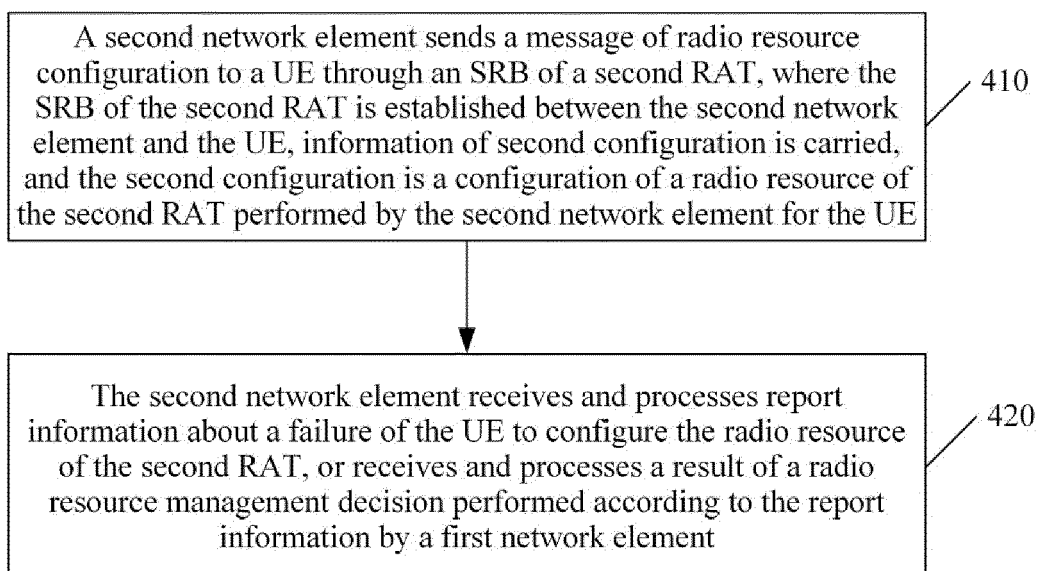 A second network element sends a message of radio resource
configuration to a UE through an SRB of a second RAT, where the
SRB of the second RAT is established between the second network
element and the UE, information of second configuration is carried,
and the second configuration is a configuration of a radio resource of
the second RAT performed by the second network element for the UE
410
The second network element receives and processes report
information about a failure of the UE to configure the radio resource
of the second RAT, or receives and processes a result of a radio
resource management decision performed according to the report
information by a first network element
420